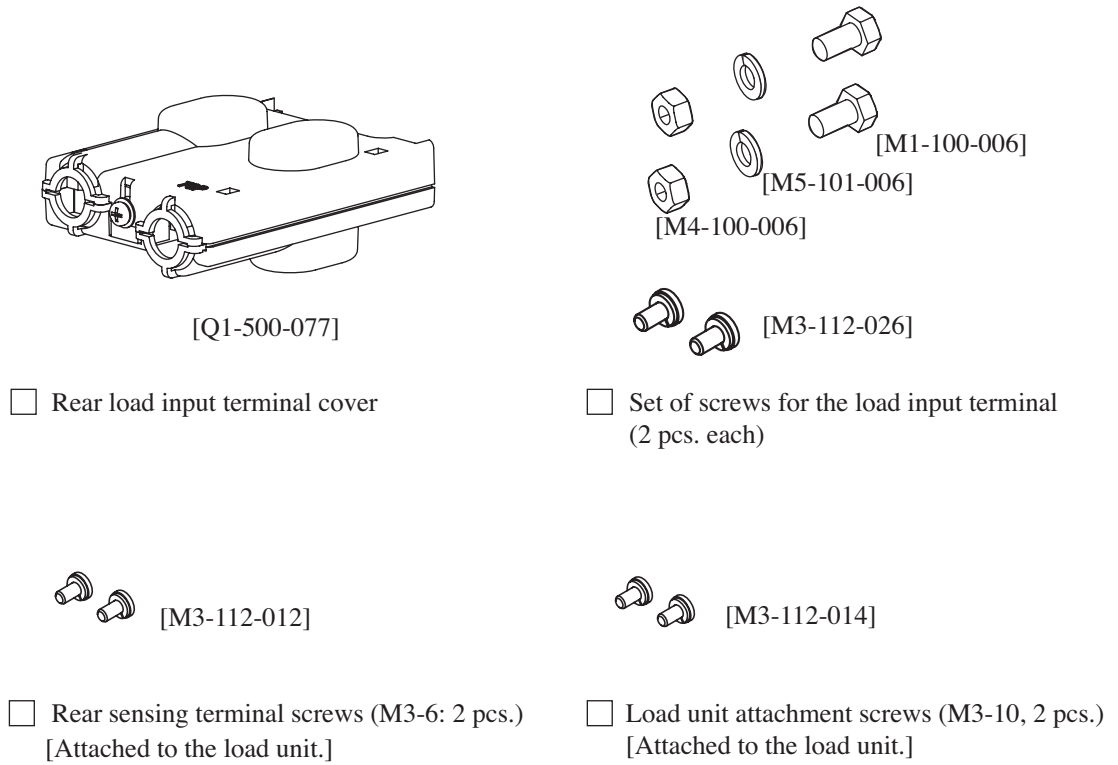 [M1-100-006]
[M5-101-006]
[M4-100-006]
[Q1-500-077]
[M3-112-026]
Rear load input terminal cover
Set of screws for the load input terminal
(2 pcs. each)
[M3-112-012]
[M3-112-014]
Rear sensing terminal screws (M3-6: 2 pcs.)
[Attached to the load unit.]
Load unit attachment screws (M3-10, 2 pcs.)
[Attached to the load unit.]